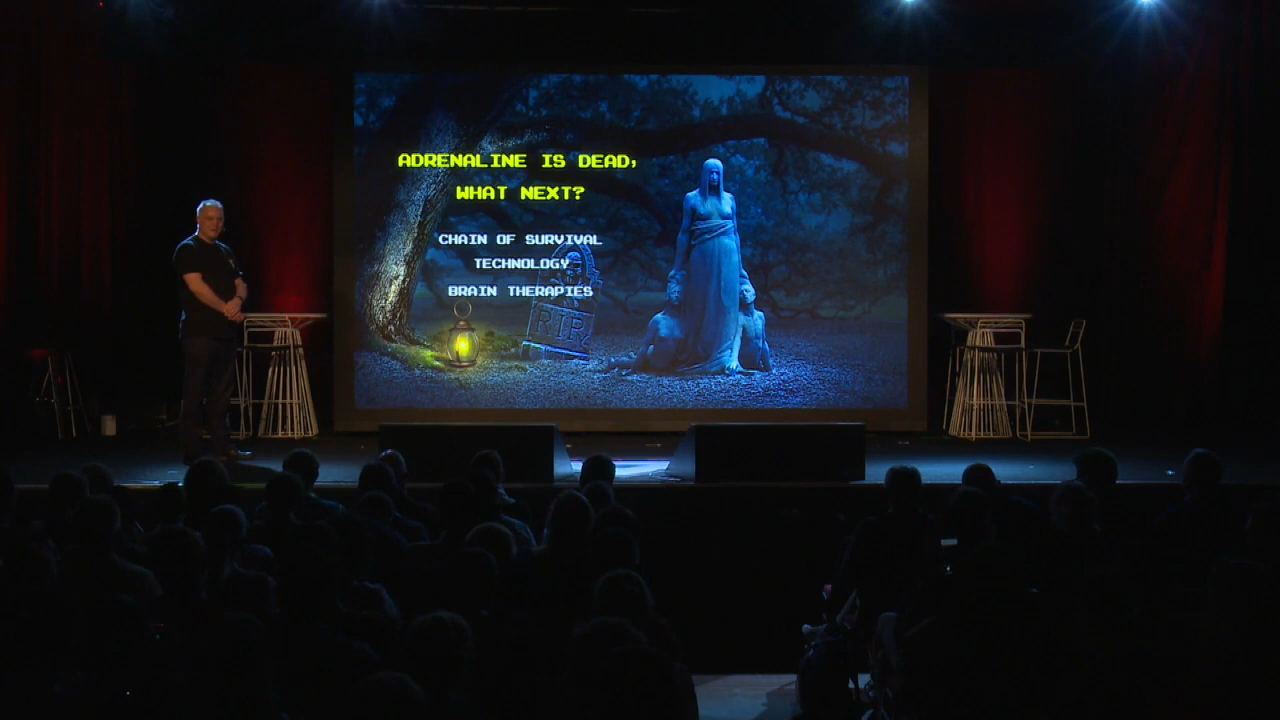 ADRENALINE IS DEAD,
WHAT NEXT?
CHAIN OF SURVIVAL
TECHNOLOGY
BRAIN THERAPIES
RIP